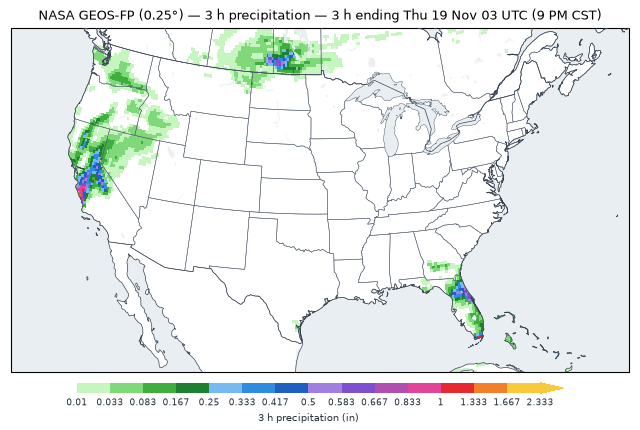 NASA GEOS-FP (0.25°) — 3 h precipitation — 3 h ending Thu 19 Nov 03 UTC (9 PM CST)
0.01 0.033 0.083 0.167 0.25 0.333 0.417 0.5 0.583 0.667 0.833 1 1.333 1.667 2.333
3 h precipitation (in)